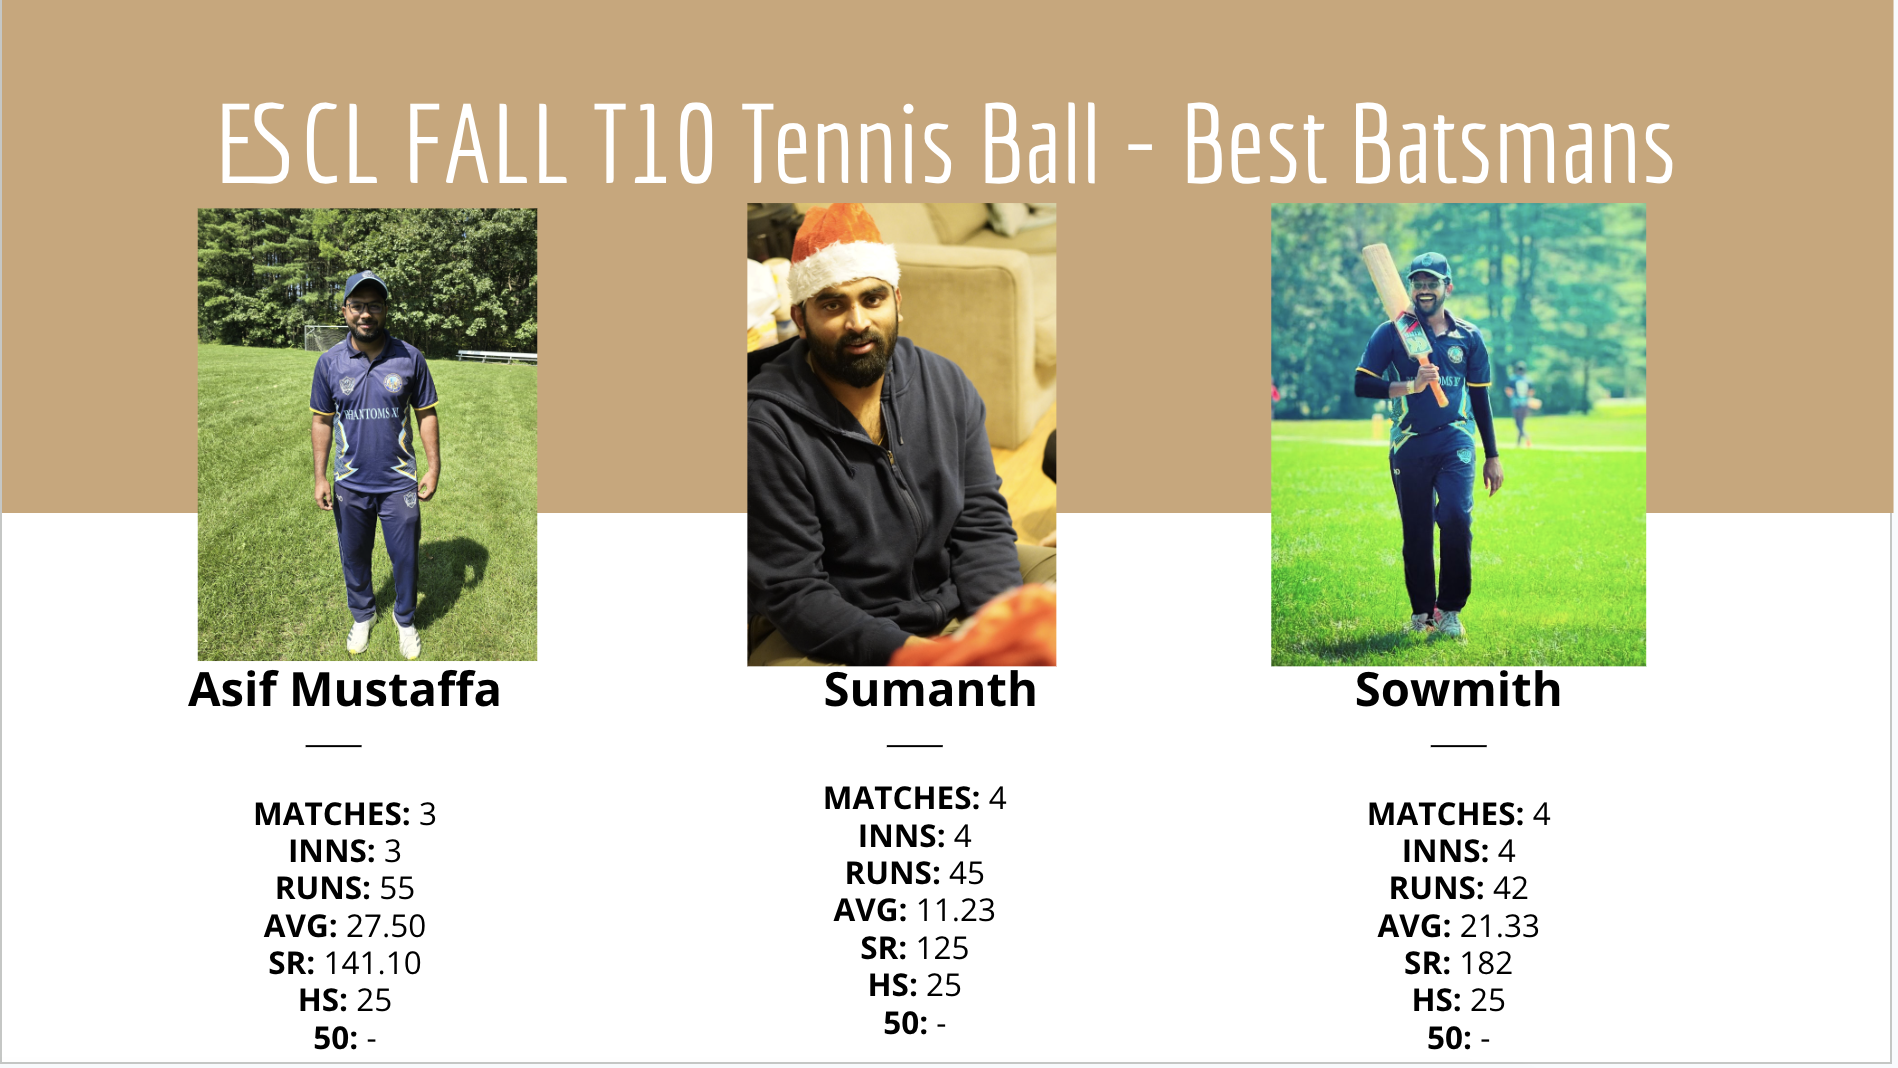 ESCL FALL T10 Tennis Ball - Best Batsmans
PHANTOMS XI
Asif Mustaffa
MATCHES: 3
INNS: 3
RUNS: 55
AVG: 27.50
SR: 141.10
HS: 25
50: -
Sumanth
MATCHES: 4
INNS: 4
RUNS: 45
AVG: 11.23
SR: 125
HS: 25
50: -
Sowmith
MATCHES: 4
INNS: 4
RUNS: 42
AVG: 21.33
SR: 182
HS: 25
50: -